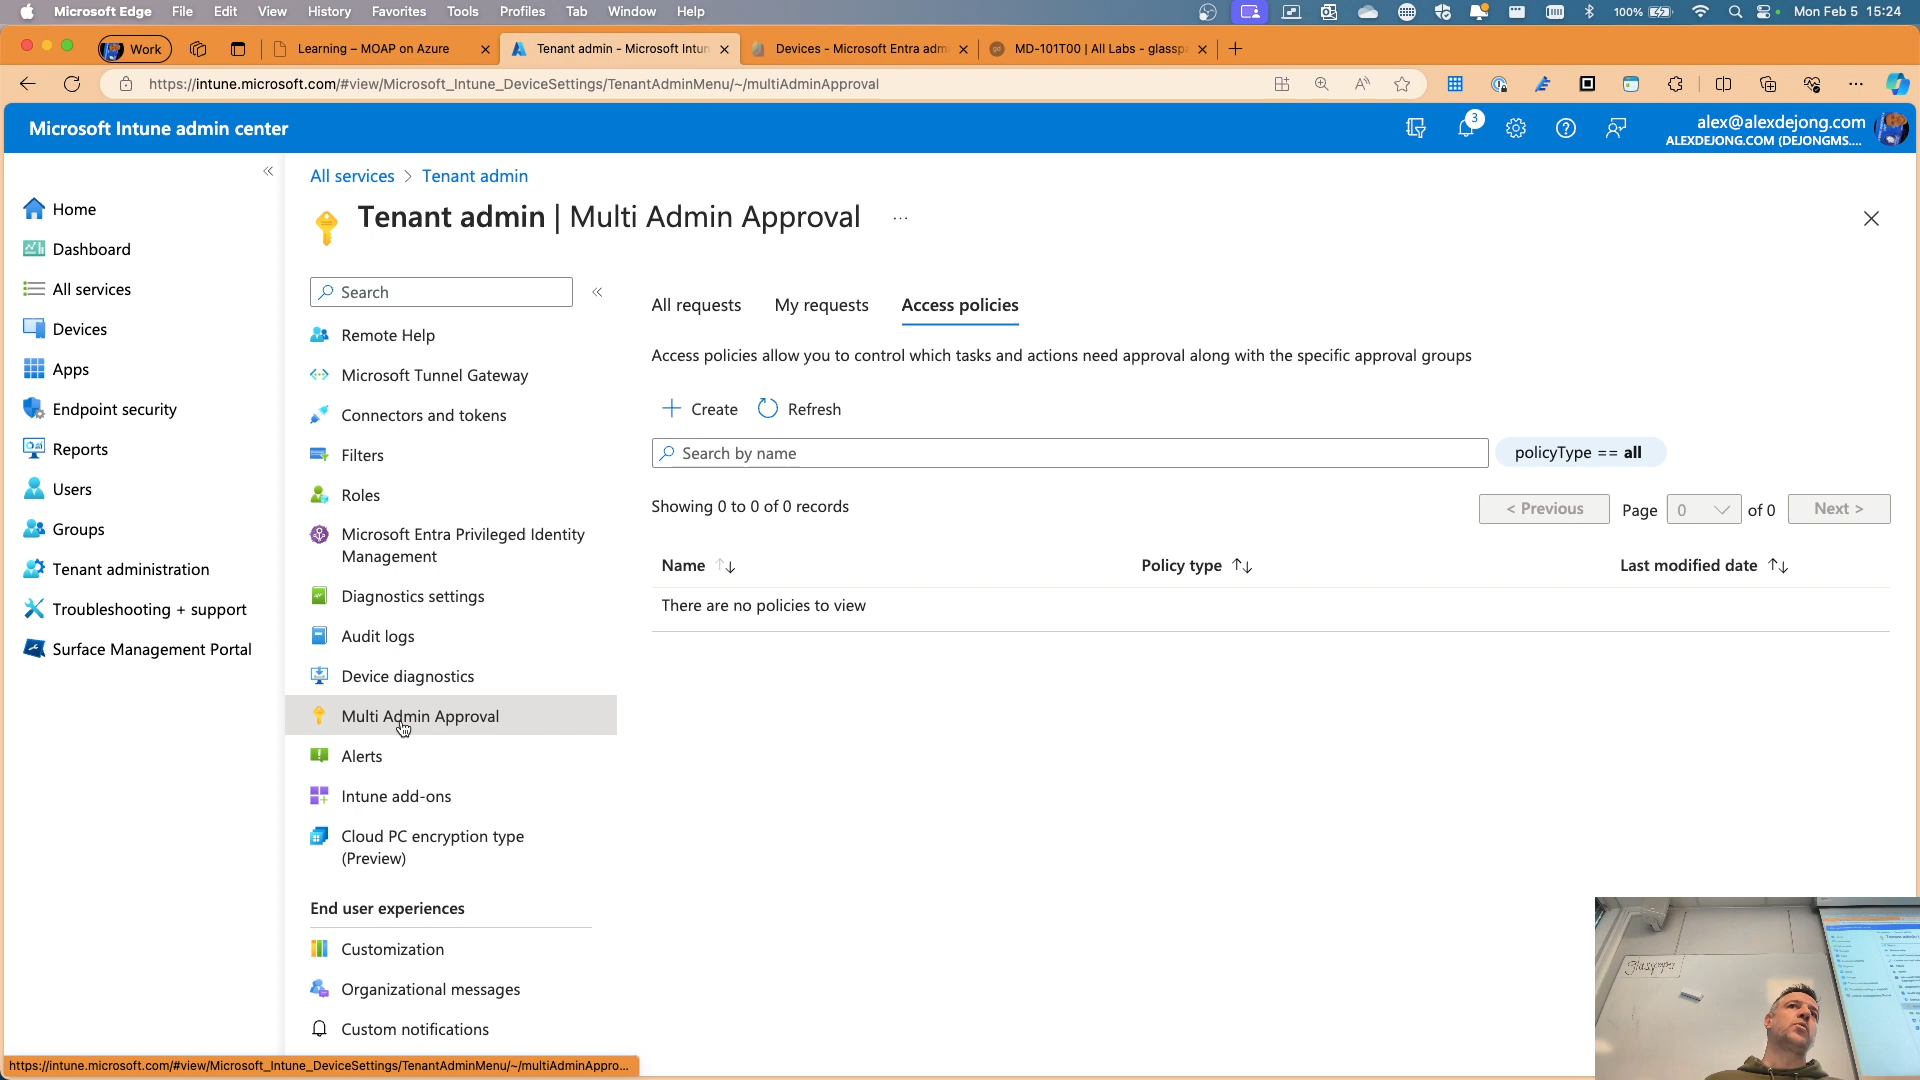 Microsoft Edge File Edit View History Favorites Tools Profiles Tab Window Help 100% Mon Feb 5 15:24
Work Learning – MOAP on Azure Tenant admin - Microsoft Intun Devices - Microsoft Entra adm MD-101T00 | All Labs - glassp
https://intune.microsoft.com/#view/Microsoft_Intune_DeviceSettings/TenantAdminMenu/~/multiAdminApproval
Microsoft Intune admin center
3
alex@alexdejong.com
ALEXDEJONG.COM (DEJONGMS....
Home
Dashboard
All services
Devices
Apps
Endpoint security
Reports
Users
Groups
Tenant administration
Troubleshooting + support
Surface Management Portal
All services > Tenant admin
Tenant admin | Multi Admin Approval ...
Search
Remote Help
Microsoft Tunnel Gateway
Connectors and tokens
Filters
Roles
Microsoft Entra Privileged Identity
Management
Diagnostics settings
Audit logs
Device diagnostics
Multi Admin Approval
Alerts
Intune add-ons
Cloud PC encryption type
(Preview)
End user experiences
Customization
Organizational messages
Custom notifications
All requests My requests Access policies
Access policies allow you to control which tasks and actions need approval along with the specific approval groups
Create Refresh
Search by name policyType == all
Showing 0 to 0 of 0 records
< Previous Page 0 of 0 Next >
Name Policy type Last modified date
There are no policies to view
https://intune.microsoft.com/#view/Microsoft_Intune_DeviceSettings/TenantAdminMenu/~/multiAdminAppro...